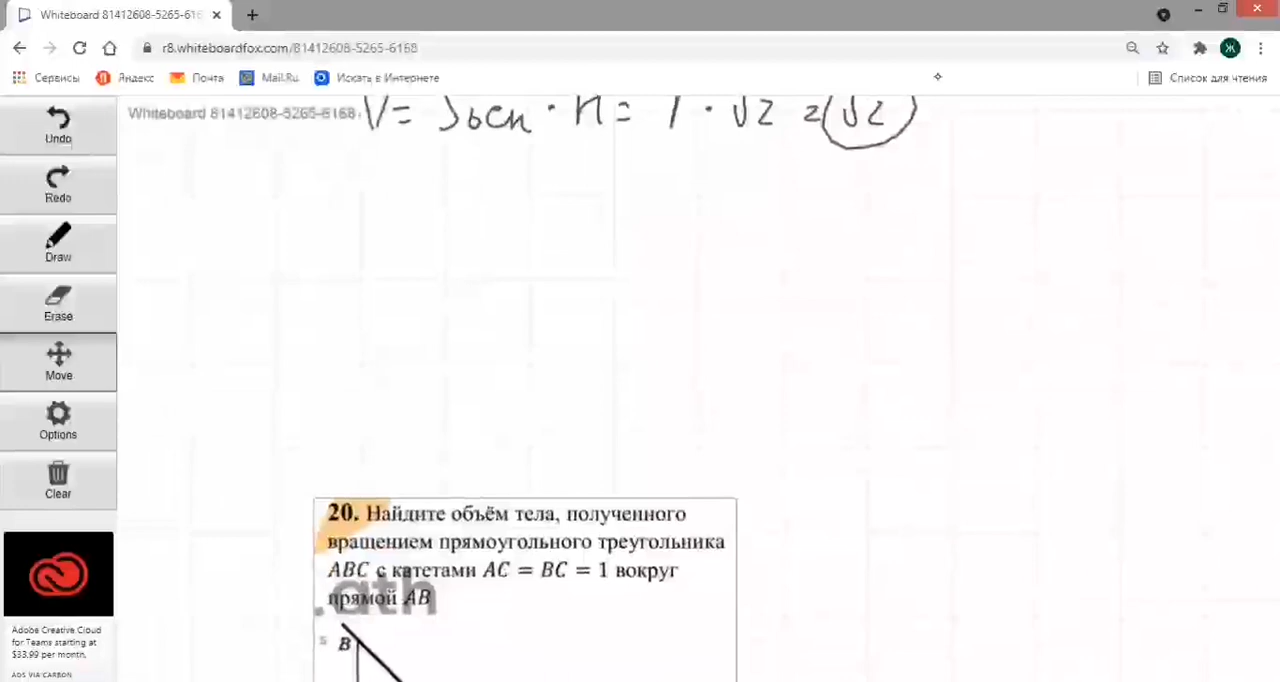 Whiteboard 81412608-5265-616
r8.whiteboardfox.com/81412608-5265-6168
Ж
Сервисы
Яндекс
Почта
Mail.Ru
Искать в Интернете
Список для чтения
Undo
Redo
Draw
Erase
Move
Options
Clear
Adobe Creative Cloud
for Teams starting at
$33.99 per month.
ADS VIA CARBON
Whiteboard 81412608-5265-6168
V = Sосн · H = 1 · √2 = √2
20. Найдите объём тела, полученного
вращением прямоугольного треугольника
ABC с катетами AC = BC = 1 вокруг
прямой AB
.ath
B